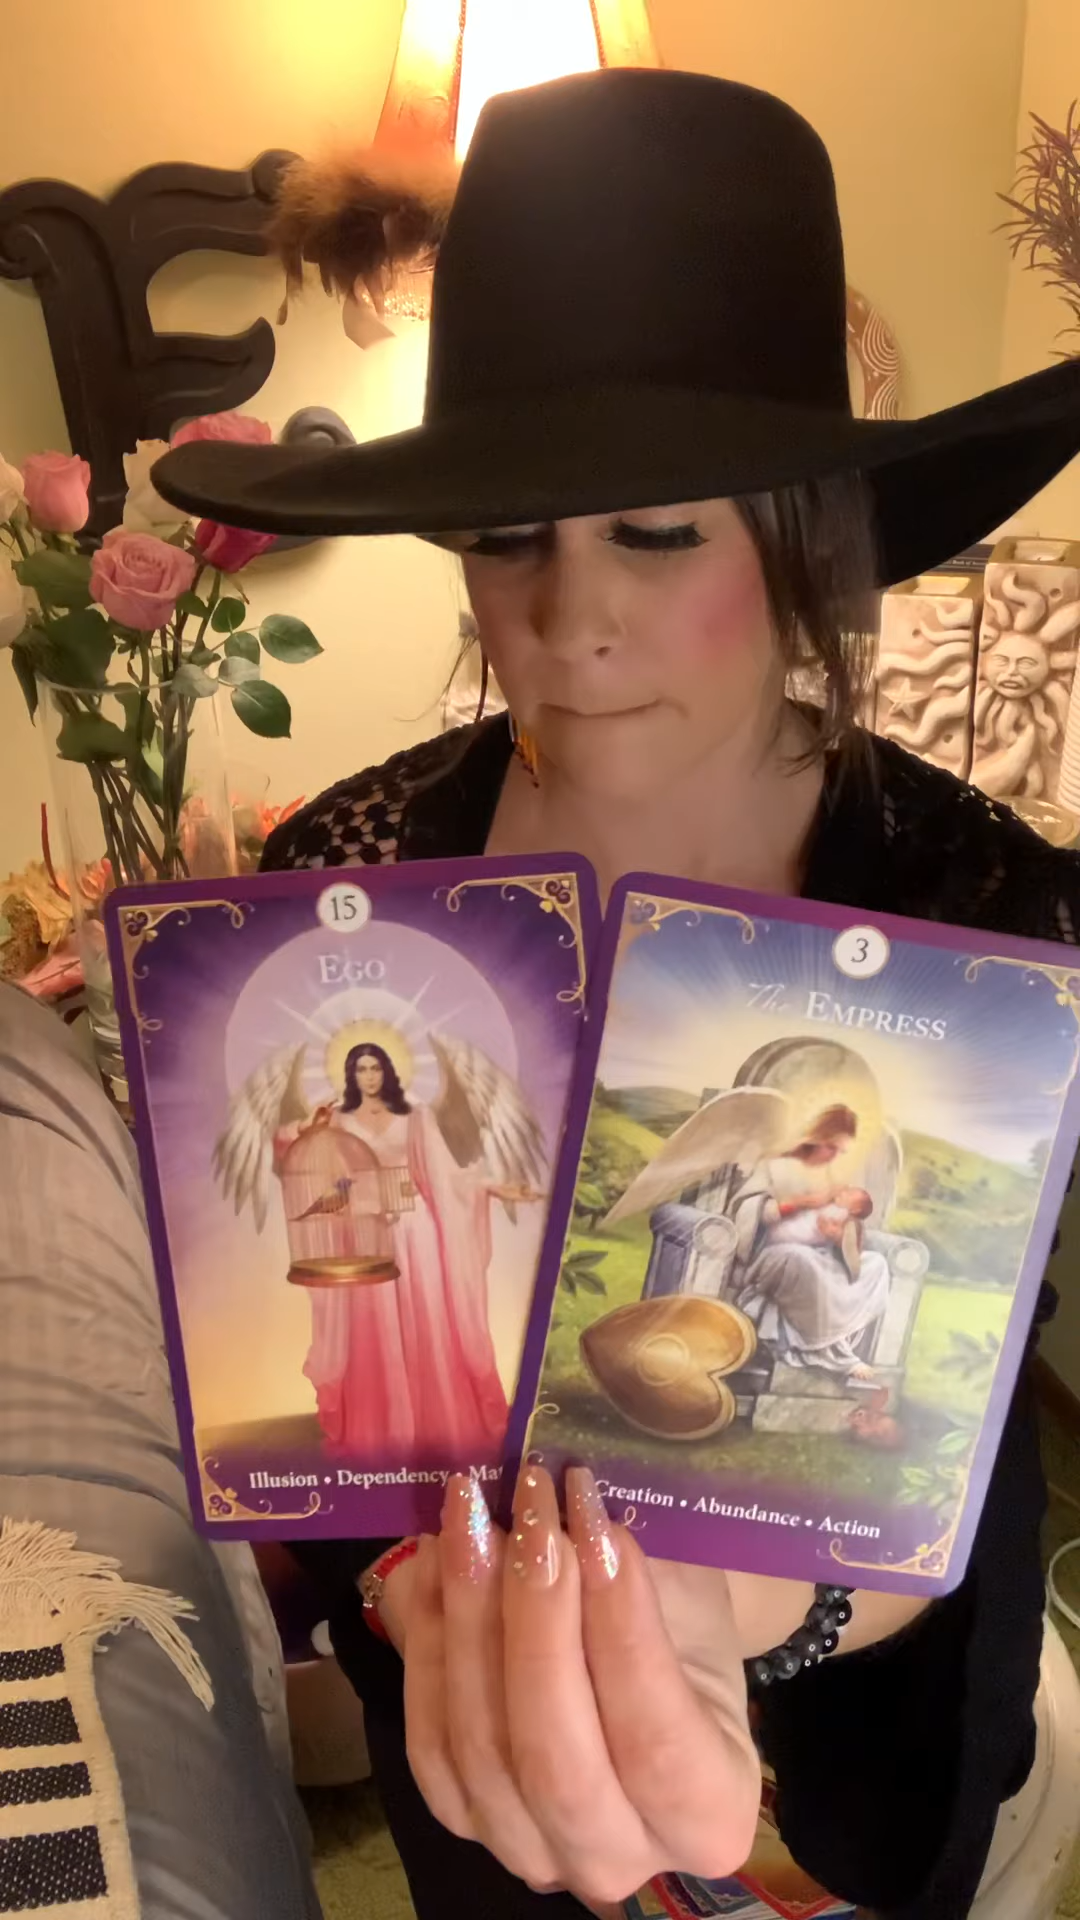 15
EGO
Illusion • Dependency •
3
The EMPRESS
Creation • Abundance • Action